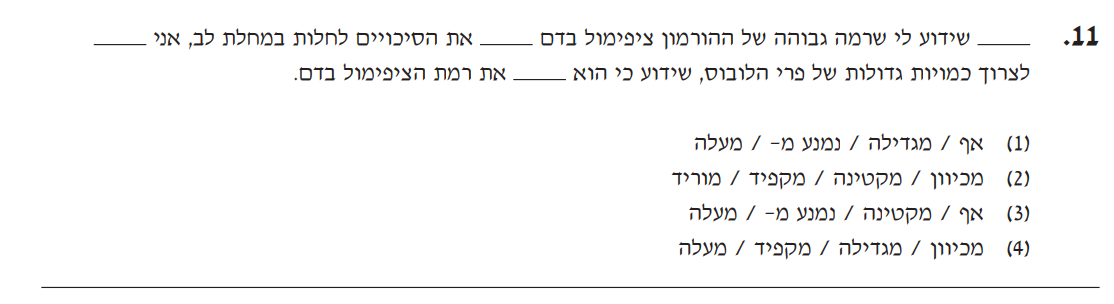 11. _____ שידוע לי שרמה גבוהה של ההורמון ציפימול בדם _____ את הסיכויים לחלות במחלת לב, אני _____
לצרוך כמויות גדולות של פרי הלובוס, שידוע כי הוא _____ את רמת הציפימול בדם.
(1) אף / מגדילה / נמנע מ- / מעלה
(2) מכיוון / מקטינה / מקפיד / מוריד
(3) אף / מקטינה / נמנע מ- / מעלה
(4) מכיוון / מגדילה / מקפיד / מעלה